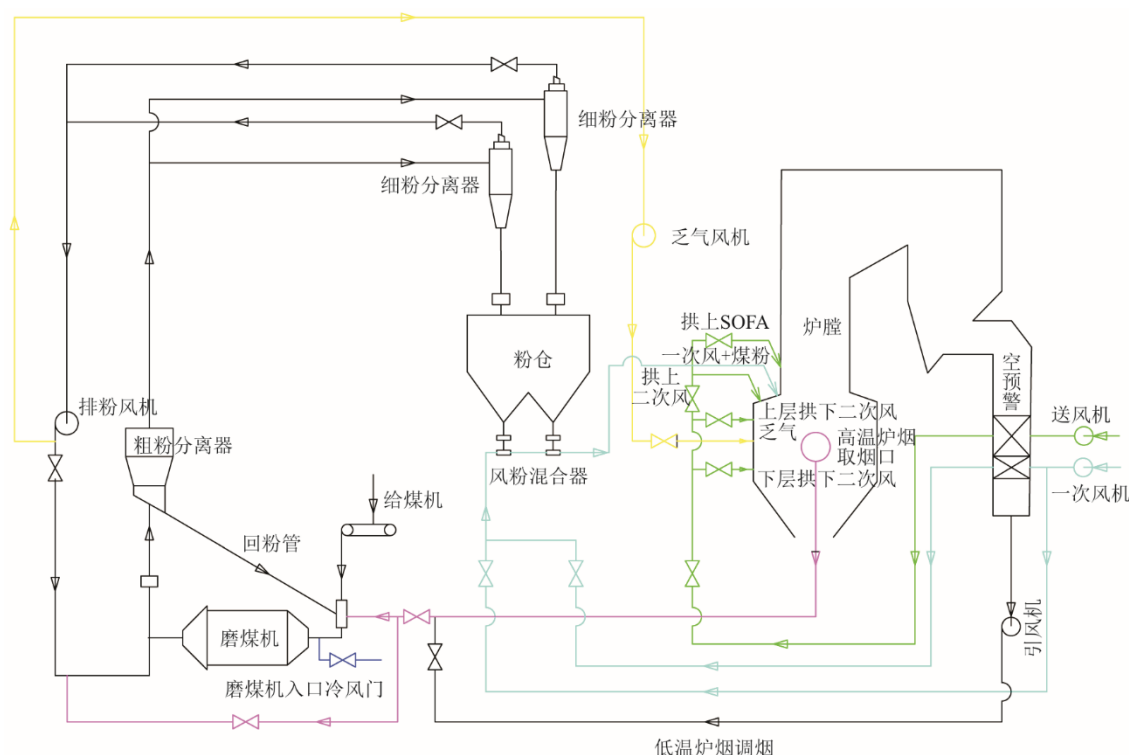 细粉分离器
细粉分离器
乏气风机
拱上SOFA
炉膛
一次风+煤粉
粉仓
拱上
二次风
空预警
排粉风机
上层拱下二次风
乏气
高温炉烟
取烟口
送风机
粗粉分离器
风粉混合器
下层拱下二次风
一次风机
给煤机
回粉管
磨煤机
引风机
磨煤机入口冷风门
低温炉烟调烟